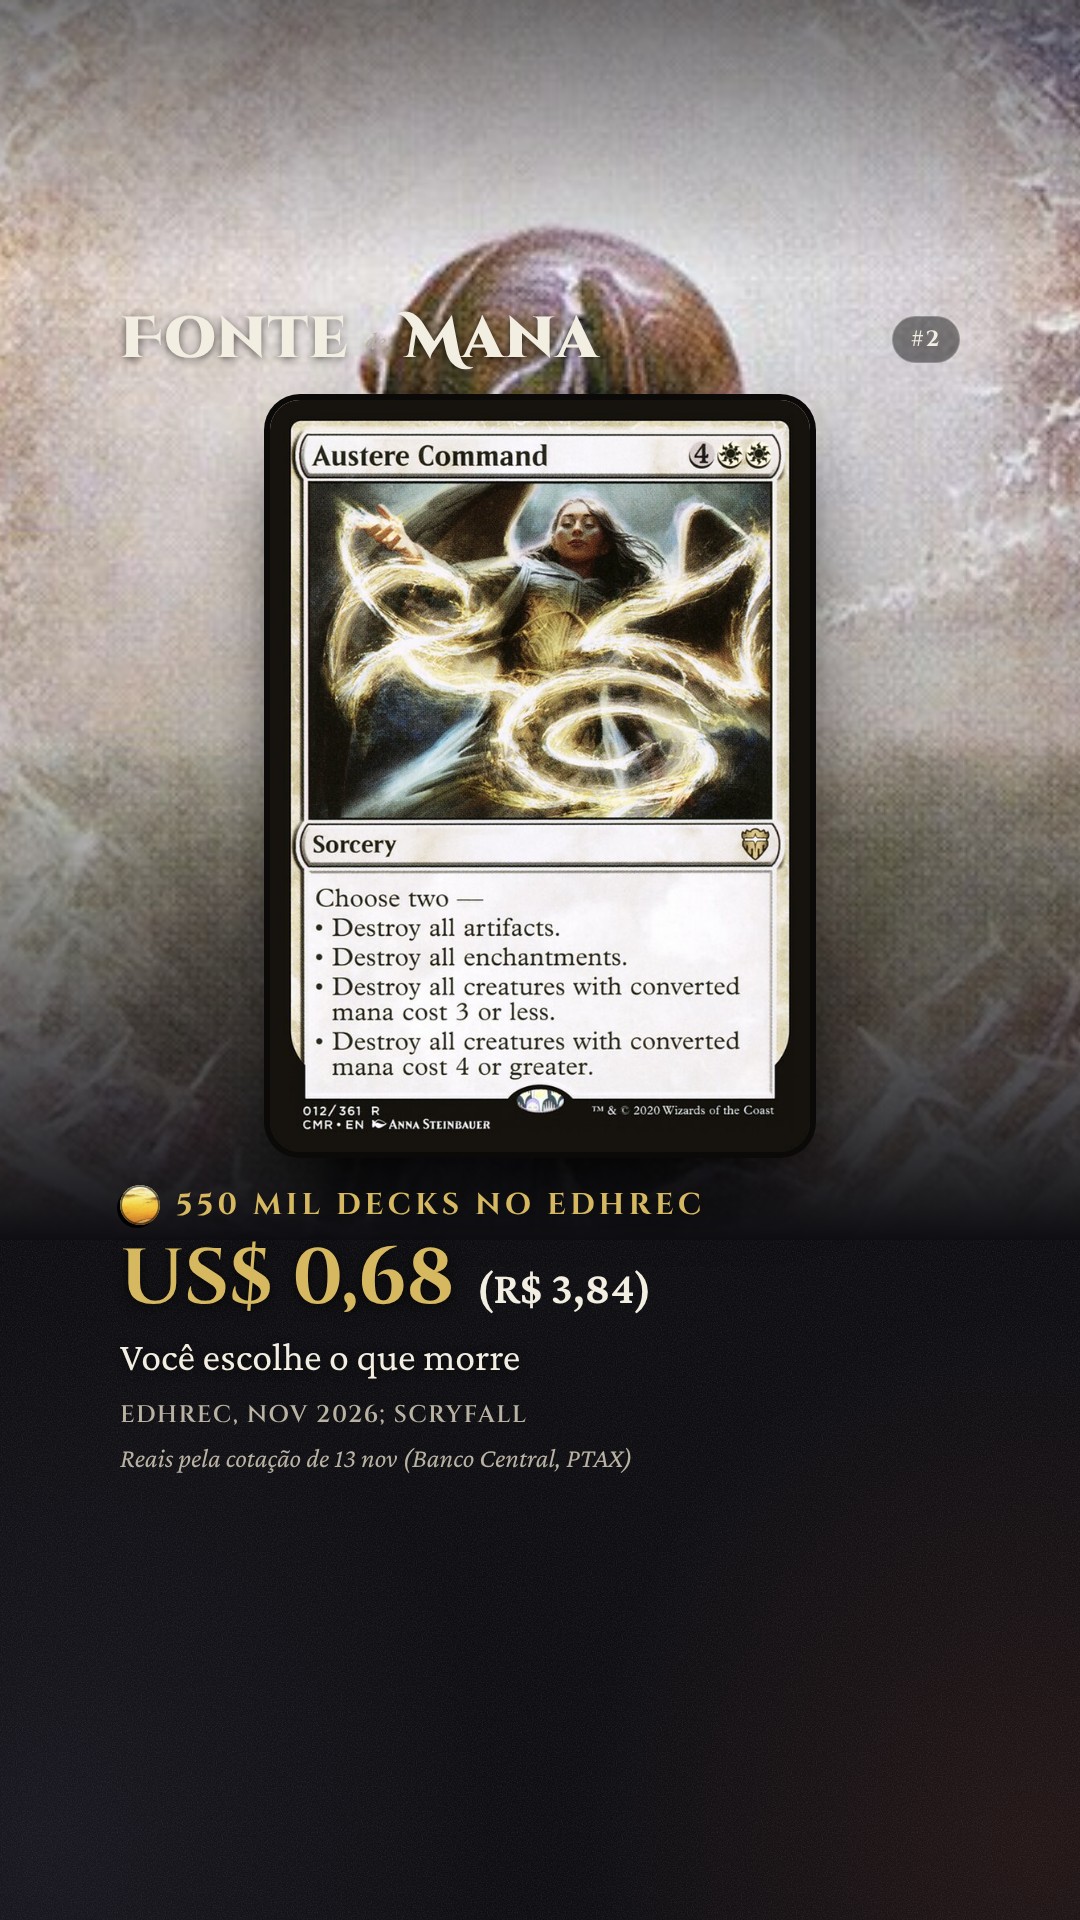 Fonte Mana
#2
Austere Command 4
Sorcery
Choose two —
• Destroy all artifacts.
• Destroy all enchantments.
• Destroy all creatures with converted
mana cost 3 or less.
• Destroy all creatures with converted
mana cost 4 or greater.
012/361 R
CMR • EN Anna Steinbauer
™ & © 2020 Wizards of the Coast
550 MIL DECKS NO EDHREC
US$ 0,68 (R$ 3,84)
Você escolhe o que morre
EDHREC, NOV 2026; SCRYFALL
Reais pela cotação de 13 nov (Banco Central, PTAX)